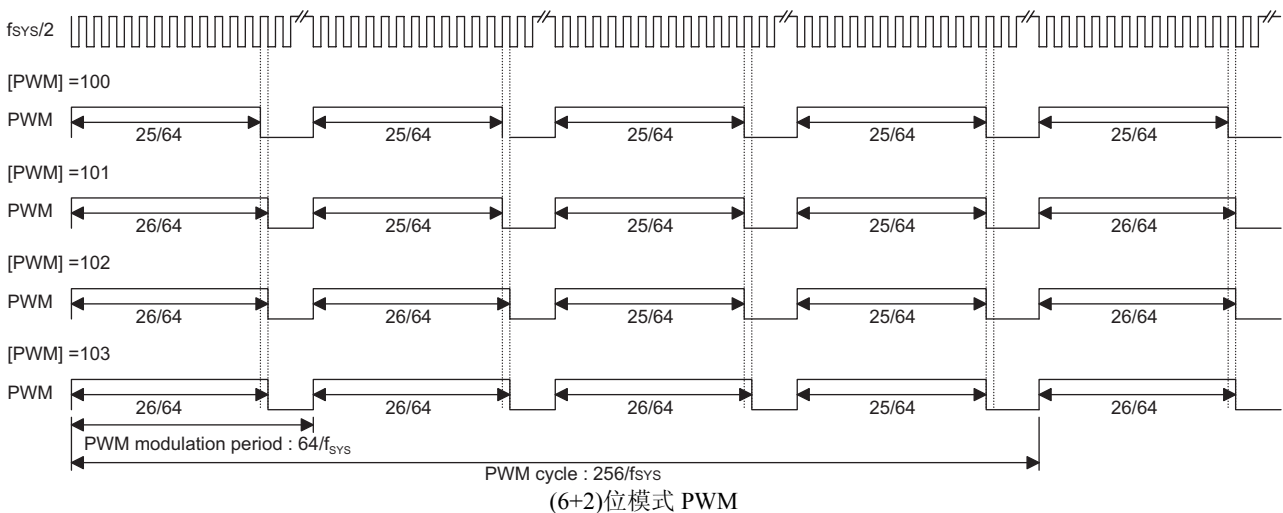 fSYS/2
[PWM] =100
PWM
25/64 25/64 25/64 25/64 25/64
[PWM] =101
PWM
26/64 25/64 25/64 25/64 26/64
[PWM] =102
PWM
26/64 26/64 25/64 25/64 26/64
[PWM] =103
PWM
26/64 26/64 26/64 25/64 26/64
PWM modulation period : 64/fSYS
PWM cycle : 256/fSYS
(6+2)位模式 PWM